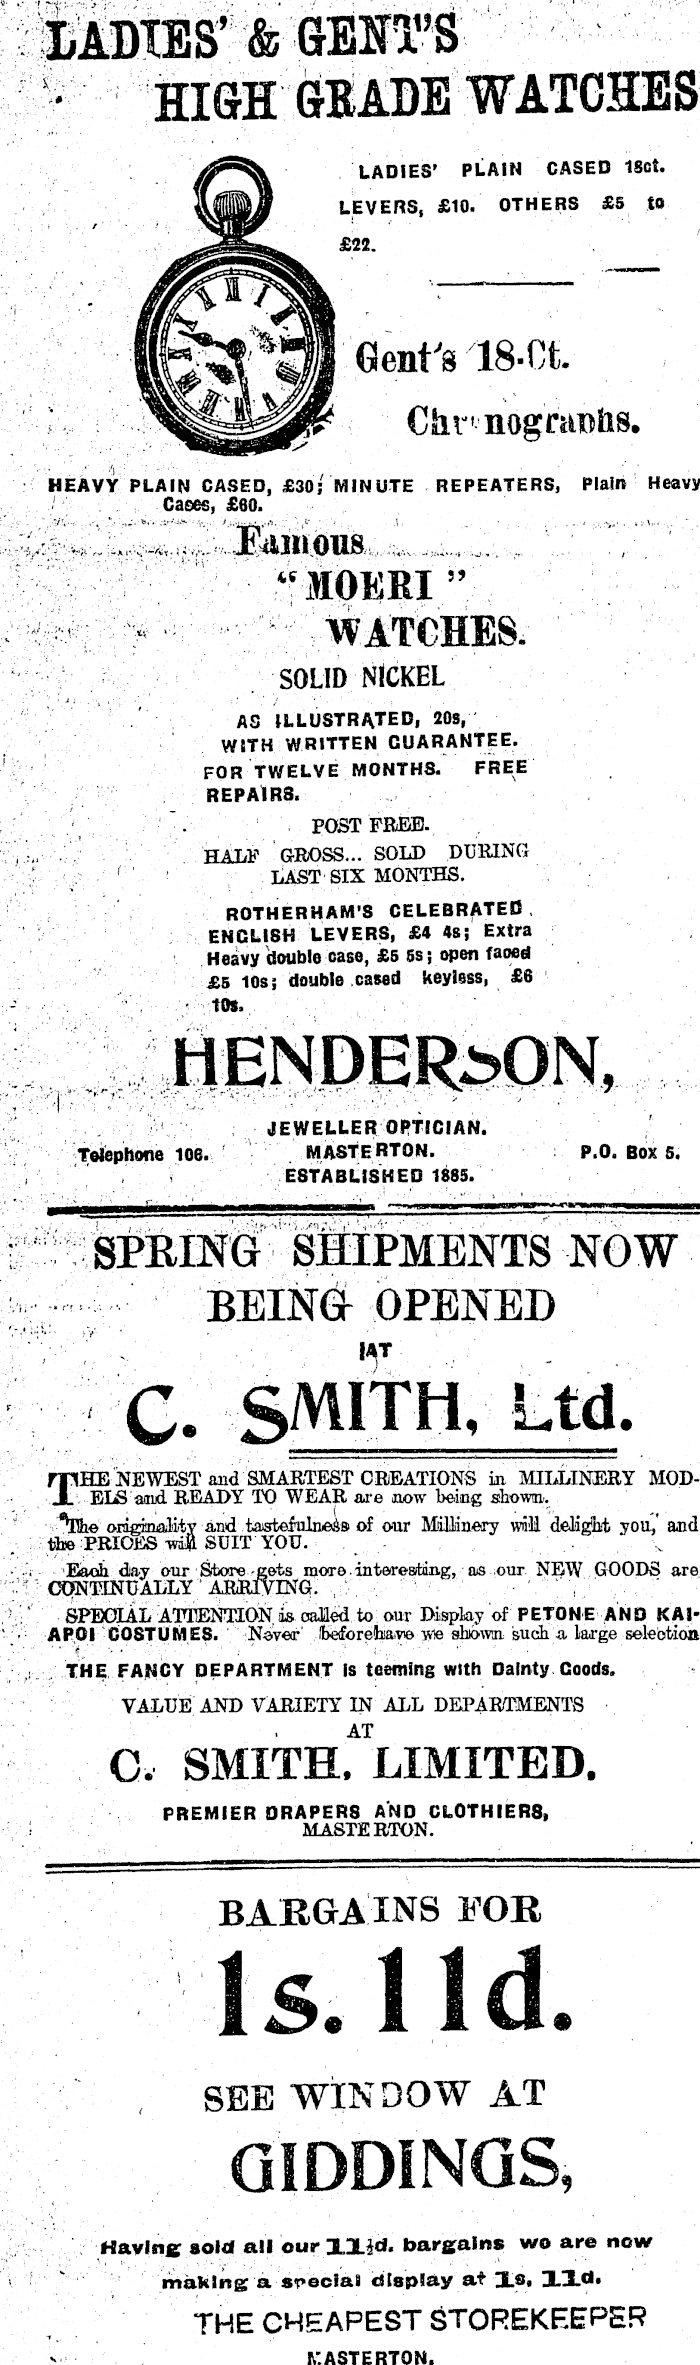 LADIES' & GENT'S
HIGH GRADE WATCHES
LADIES' PLAIN CASED 18ct.
LEVERS, £10. OTHERS £5 to
£22.
Gent's 18-Ct.
Chronographs.
HEAVY PLAIN CASED, £30; MINUTE REPEATERS, Plain Heavy
Cases, £60.
Famous
"MOERI"
WATCHES.
SOLID NICKEL
AS ILLUSTRATED, 20s,
WITH WRITTEN GUARANTEE.
FOR TWELVE MONTHS. FREE
REPAIRS.
POST FREE.
HALF GROSS... SOLD DURING
LAST SIX MONTHS.
ROTHERHAM'S CELEBRATED
ENGLISH LEVERS, £4 4s; Extra
Heavy double case, £5 5s; open faced
£5 10s; double cased keyless, £6
10s.
HENDERSON,
JEWELLER OPTICIAN.
Telephone 106. MASTERTON. P.O. Box 5.
ESTABLISHED 1885.
SPRING SHIPMENTS NOW
BEING OPENED
AT
C. SMITH, Ltd.
THE NEWEST and SMARTEST CREATIONS in MILLINERY MOD-
ELS and READY TO WEAR are now being shown.
The originality and tastefulness of our Millinery will delight you, and
the PRICES will SUIT YOU.
Each day our Store gets more interesting, as our NEW GOODS are
CONTINUALLY ARRIVING.
SPECIAL ATTENTION is called to our Display of PETONE AND KAI-
APOI COSTUMES. Never beforehave we shown such a large selection
THE FANCY DEPARTMENT is teeming with Dainty Goods.
VALUE AND VARIETY IN ALL DEPARTMENTS
AT
C. SMITH, LIMITED.
PREMIER DRAPERS AND CLOTHIERS,
MASTERTON.
BARGAINS FOR
1s. 11d.
SEE WINDOW AT
GIDDINGS,
Having sold all our 11½d. bargains we are now
making a special display at 1s, 11d.
THE CHEAPEST STOREKEEPER
MASTERTON.